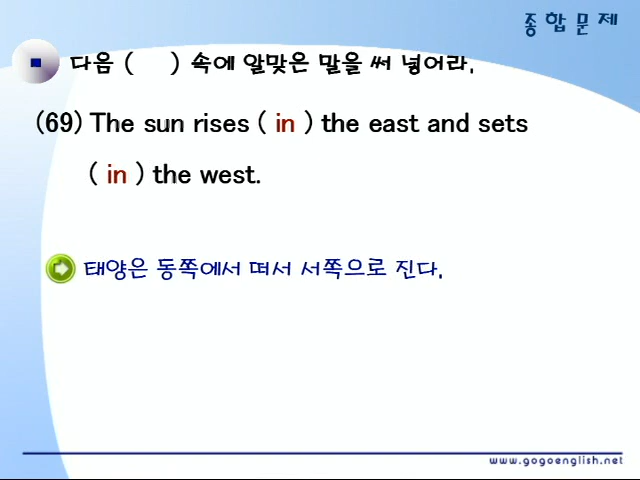 종합문제
다음 (    ) 속에 알맞은 말을 써 넣어라.
(69) The sun rises ( in ) the east and sets
( in ) the west.
태양은 동쪽에서 떠서 서쪽으로 진다.
www.gogoenglish.net